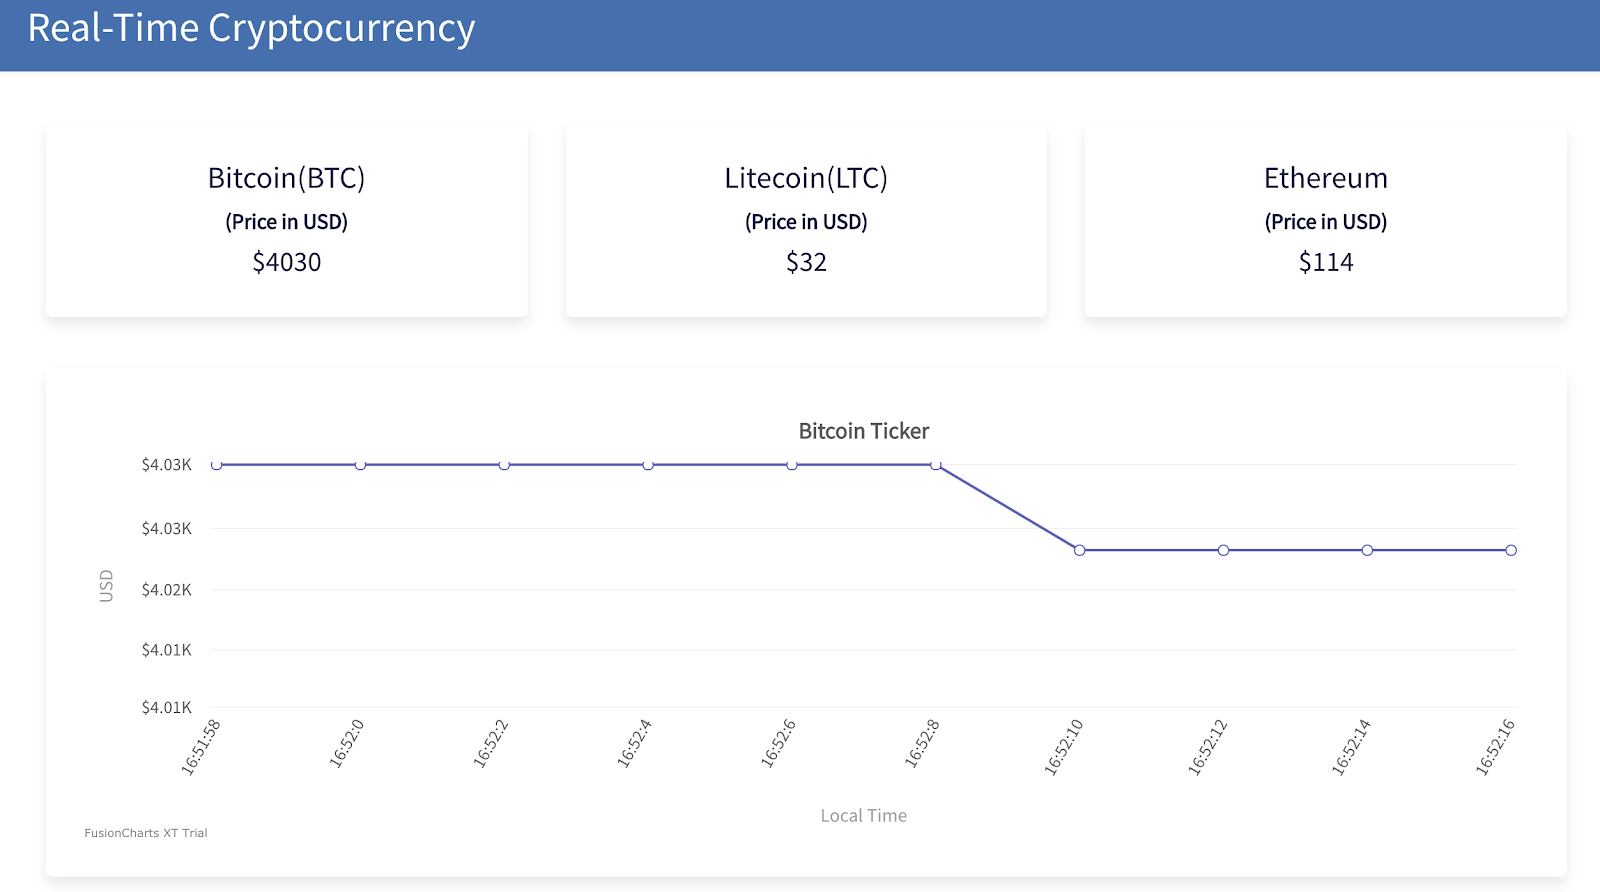 Real-Time Cryptocurrency
Bitcoin(BTC)
(Price in USD)
$4030
Litecoin(LTC)
(Price in USD)
$32
Ethereum
(Price in USD)
$114
Bitcoin Ticker
$4.03K
$4.03K
$4.02K
$4.01K
$4.01K
USD
16:51:58
16:52:0
16:52:2
16:52:4
16:52:6
16:52:8
16:52:10
16:52:12
16:52:14
16:52:16
Local Time
FusionCharts XT Trial